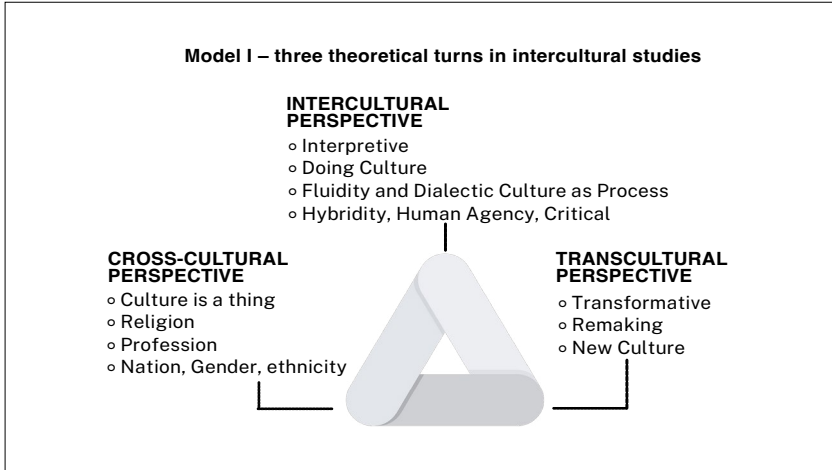 Model I – three theoretical turns in intercultural studies
INTERCULTURAL
PERSPECTIVE
Interpretive
Doing Culture
Fluidity and Dialectic Culture as Process
Hybridity, Human Agency, Critical
CROSS-CULTURAL
PERSPECTIVE
Culture is a thing
Religion
Profession
Nation, Gender, ethnicity
TRANSCULTURAL
PERSPECTIVE
Transformative
Remaking
New Culture